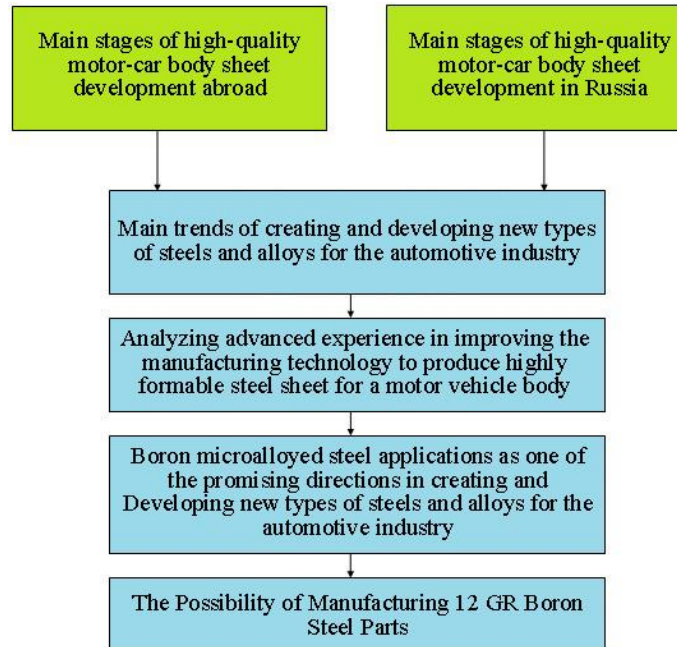 Main stages of high-quality
motor-car body sheet
development abroad
Main stages of high-quality
motor-car body sheet
development in Russia
Main trends of creating and developing new types
of steels and alloys for the automotive industry
Analyzing advanced experience in improving the
manufacturing technology to produce highly
formable steel sheet for a motor vehicle body
Boron microalloyed steel applications as one of
the promising directions in creating and
Developing new types of steels and alloys for the
automotive industry
The Possibility of Manufacturing 12 GR Boron
Steel Parts